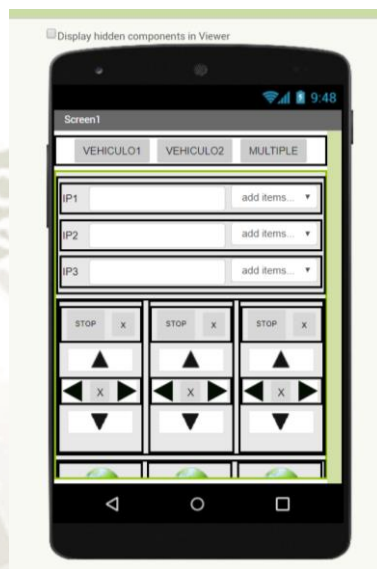 Display hidden components in Viewer
9:48
Screen1
VEHICULO1 VEHICULO2 MULTIPLE
IP1 add items...
IP2 add items...
IP3 add items...
STOP X STOP X STOP X
X X X